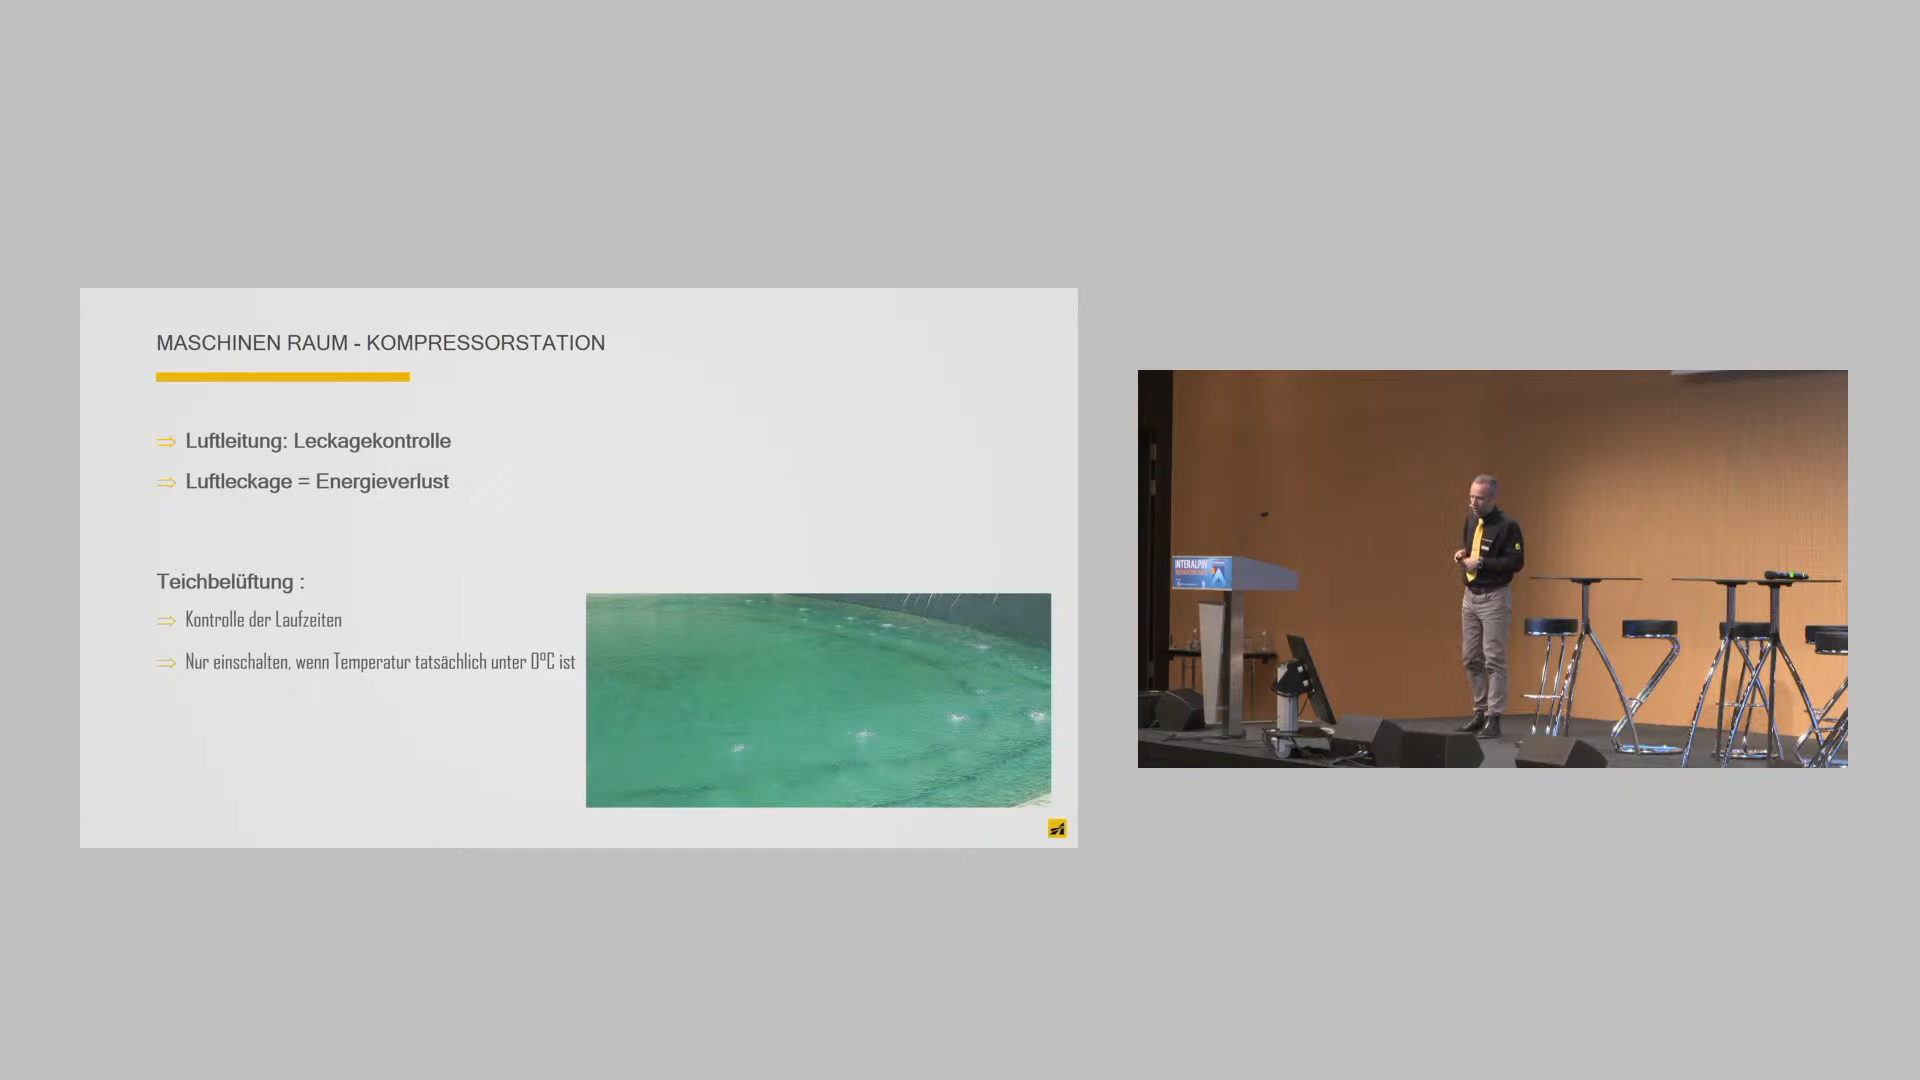 MASCHINEN RAUM - KOMPRESSORSTATION
⇒ Luftleitung: Leckagekontrolle
⇒ Luftleckage = Energieverlust
Teichbelüftung :
⇒ Kontrolle der Laufzeiten
⇒ Nur einschalten, wenn Temperatur tatsächlich unter 0°C ist
INTERALPIN